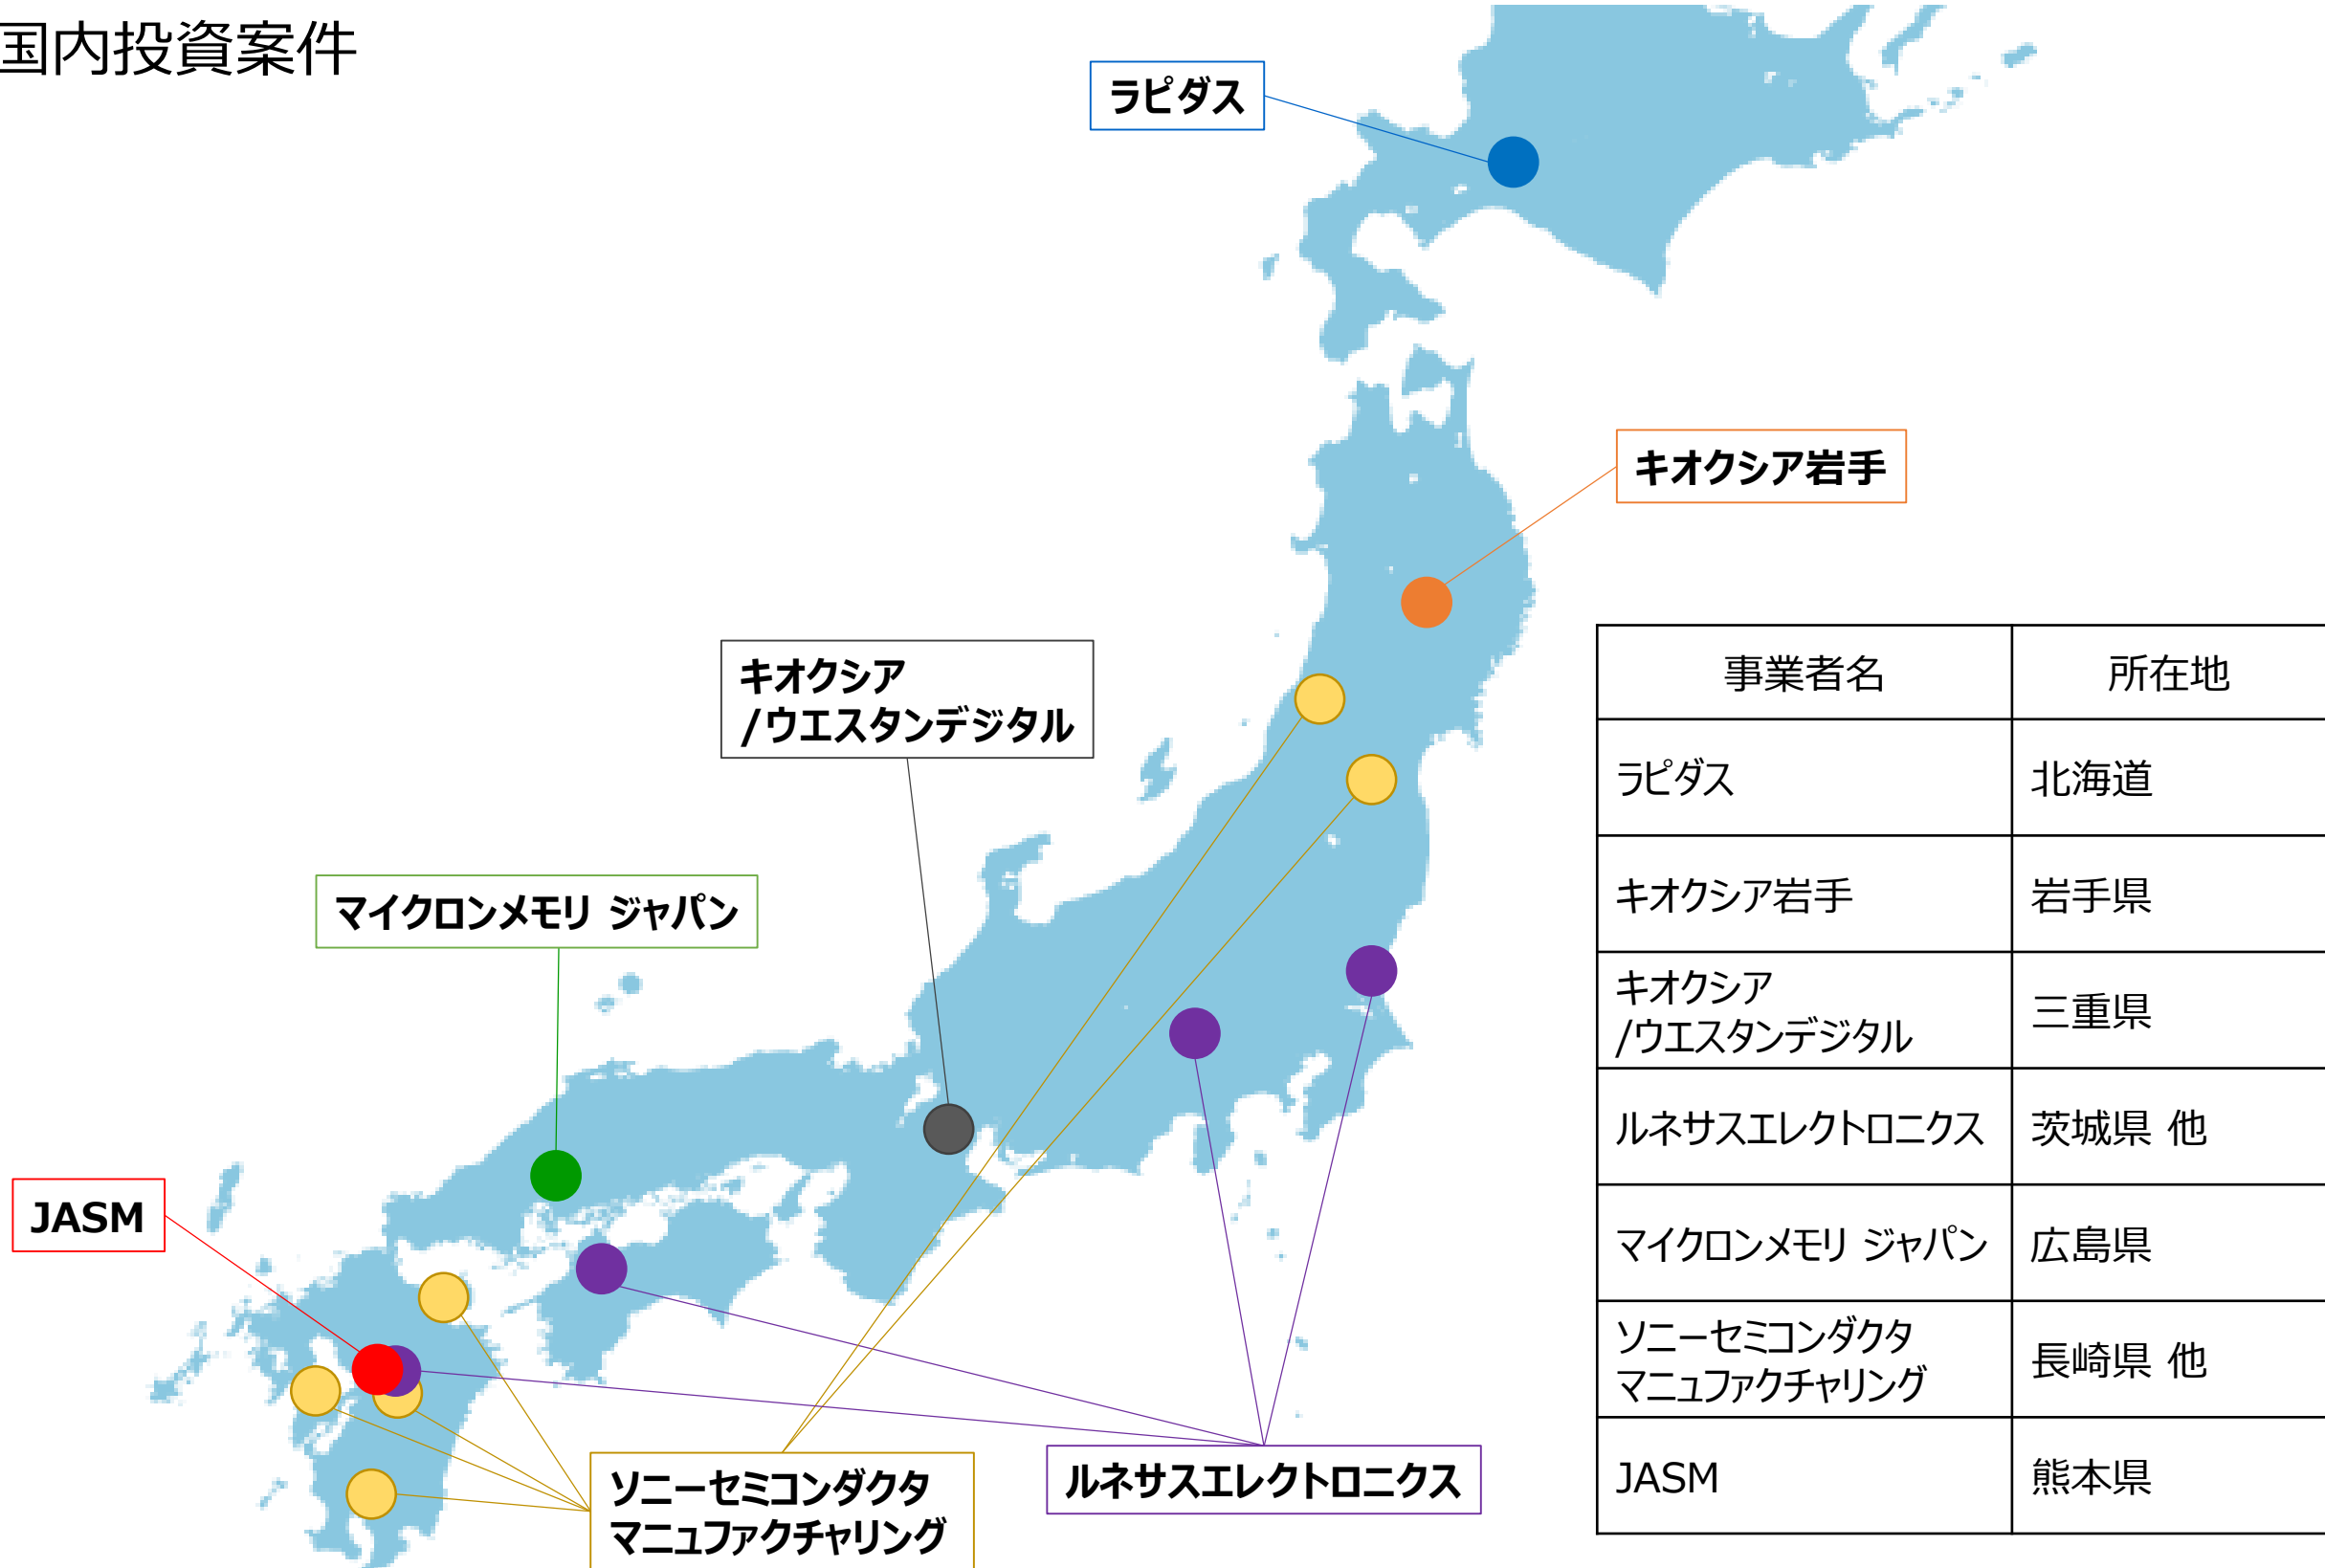 国内投資案件
ラピダス
キオクシア岩手
キオクシア
/ウエスタンデジタル
マイクロンメモリ ジャパン
JASM
ソニーセミコンダクタ
マニュファクチャリング
ルネサスエレクトロニクス
事業者名 所在地
ラピダス 北海道
キオクシア岩手 岩手県
キオクシア
/ウエスタンデジタル 三重県
ルネサスエレクトロニクス 茨城県 他
マイクロンメモリ ジャパン 広島県
ソニーセミコンダクタ
マニュファクチャリング 長崎県 他
JASM 熊本県